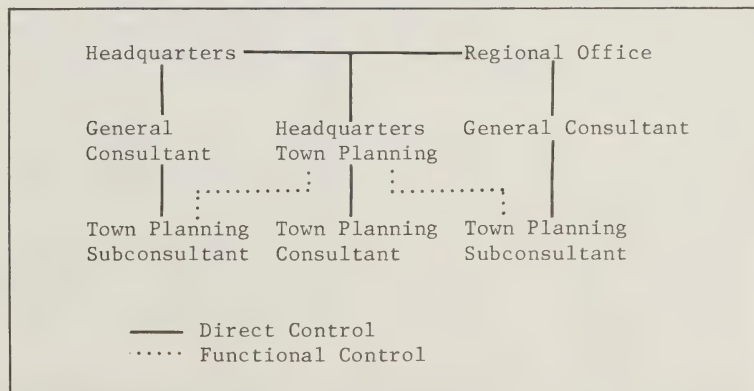 Headquarters Regional Office
General Headquarters General Consultant
Consultant Town Planning
Town Planning Town Planning Town Planning
Subconsultant Consultant Subconsultant
Direct Control
Functional Control